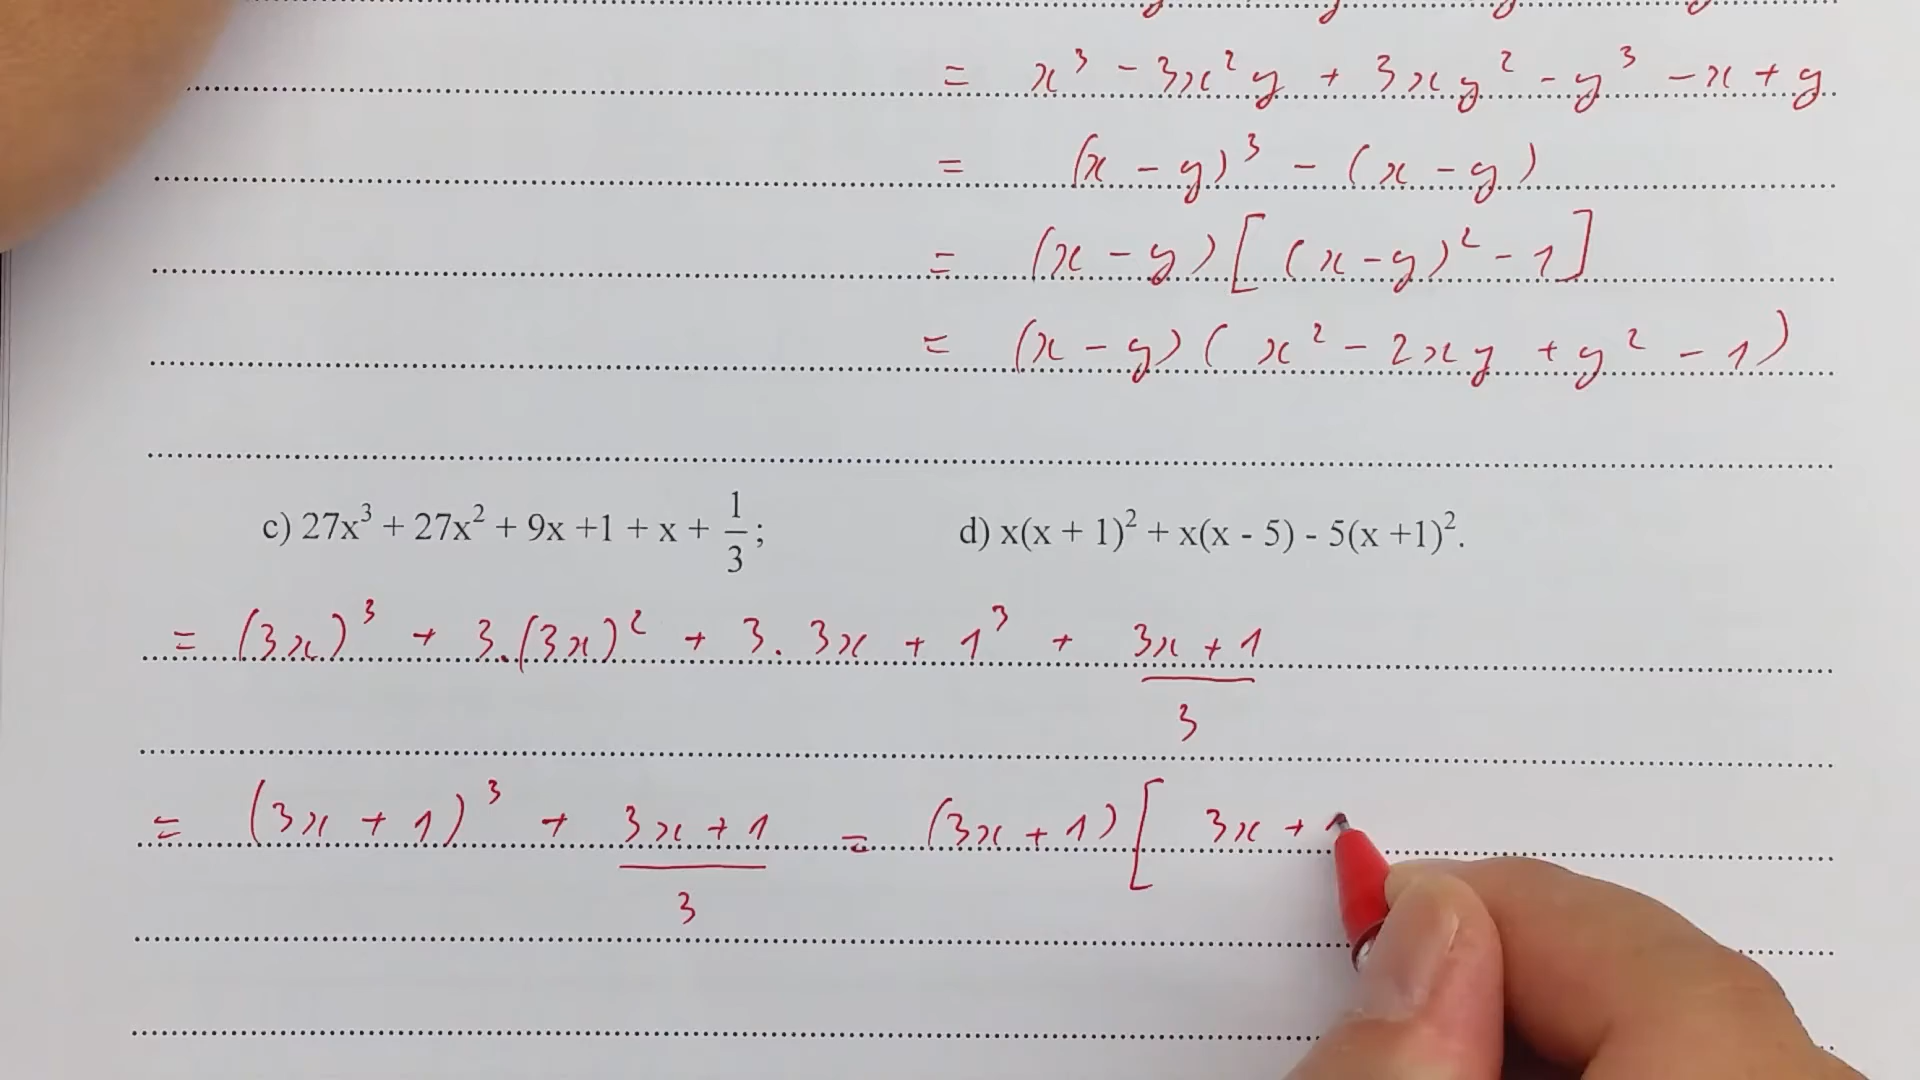 = x³ - 3x²y + 3xy² - y³ - x + y
= (x - y)³ - (x - y)
= (x - y)[(x - y)² - 1]
= (x - y)(x² - 2xy + y² - 1)
c) 27x³ + 27x² + 9x +1 + x + 1/3; d) x(x + 1)² + x(x - 5) - 5(x +1)².
= (3x)³ + 3.(3x)² + 3. 3x + 1³ + (3x + 1)/3
= (3x + 1)³ + (3x + 1)/3 = (3x + 1)[ 3x + 1